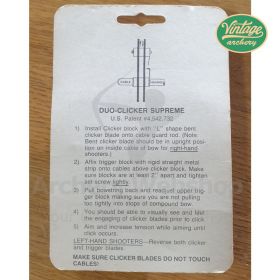 Vintage
archery
CABLE
DUO-CLICKER SUPREME
U.S. Patent #4,542,732
1) Install Clicker block with "L" shape bent
clicker blade onto cable guard rod. (Note:
Bent clicker blade should be in upright posi-
tion on inside cable of bow for right-hand
shooters.)
2) Affix trigger block with rigid straight metal
strip onto cables above clicker block. Make
sure blocks are at least 2" apart and tighten
set screw lightly.
3) Pull bowstring back and readjust upper trig-
ger block making sure you are not pulling
too tightly into tope of compound bow.
4) You should be able to visually see and feel
the engaging of clicker blades prior to click
5) Aim and increase tension while aiming until
click occurs.
LEFT-HAND SHOOTERS—Reverse both clicker
and trigger blades.
MAKE SURE CLICKER BLADES DO NOT TOUCH
CABLES!